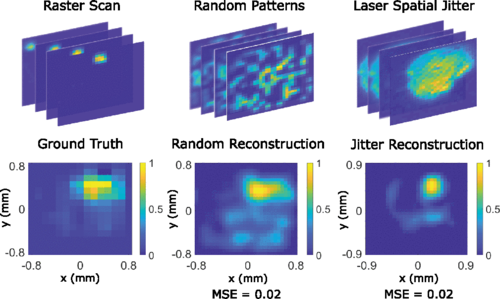 Raster Scan
Random Patterns
Laser Spatial Jitter
Ground Truth
Random Reconstruction
Jitter Reconstruction
0.8
-0.8
y (mm)
-0.8
0
0.8
x (mm)
1
0.5
0
0.8
-0.8
y (mm)
-0.8
0
0.8
x (mm)
1
0.5
0
MSE = 0.02
0.9
-0.9
y (mm)
-0.9
0
0.9
x (mm)
1
0.5
0
MSE = 0.02